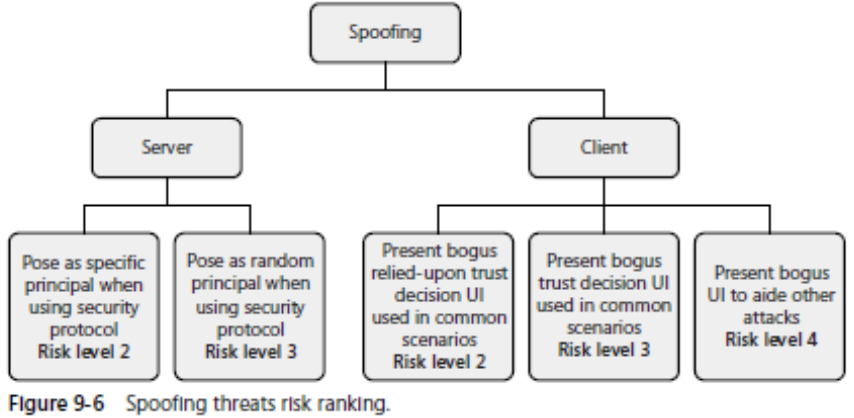 Spoofing
Server
Client
Pose as specific
principal when
using security
protocol
Risk level 2
Pose as random
principal when
using security
protocol
Risk level 3
Present bogus
relied-upon trust
decision UI
used in common
scenarios
Risk level 2
Present bogus
trust decision UI
used in common
scenarios
Risk level 3
Present bogus
UI to aide other
attacks
Risk level 4
Figure 9-6 Spoofing threats risk ranking.